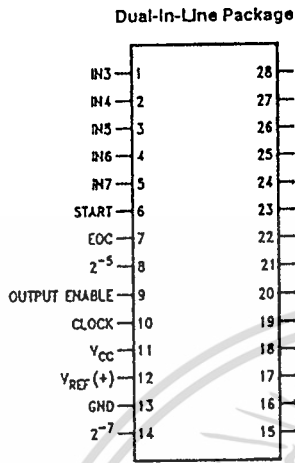 Dual-In-Line Package
IN3 1 28
IN4 2 27
IN5 3 26
IN6 4 25
IN7 5 24
START 6 23
EOC 7 22
2⁻⁵ 8 21
OUTPUT ENABLE 9 20
CLOCK 10 19
VCC 11 18
VREF(+) 12 17
GND 13 16
2⁻⁷ 14 15